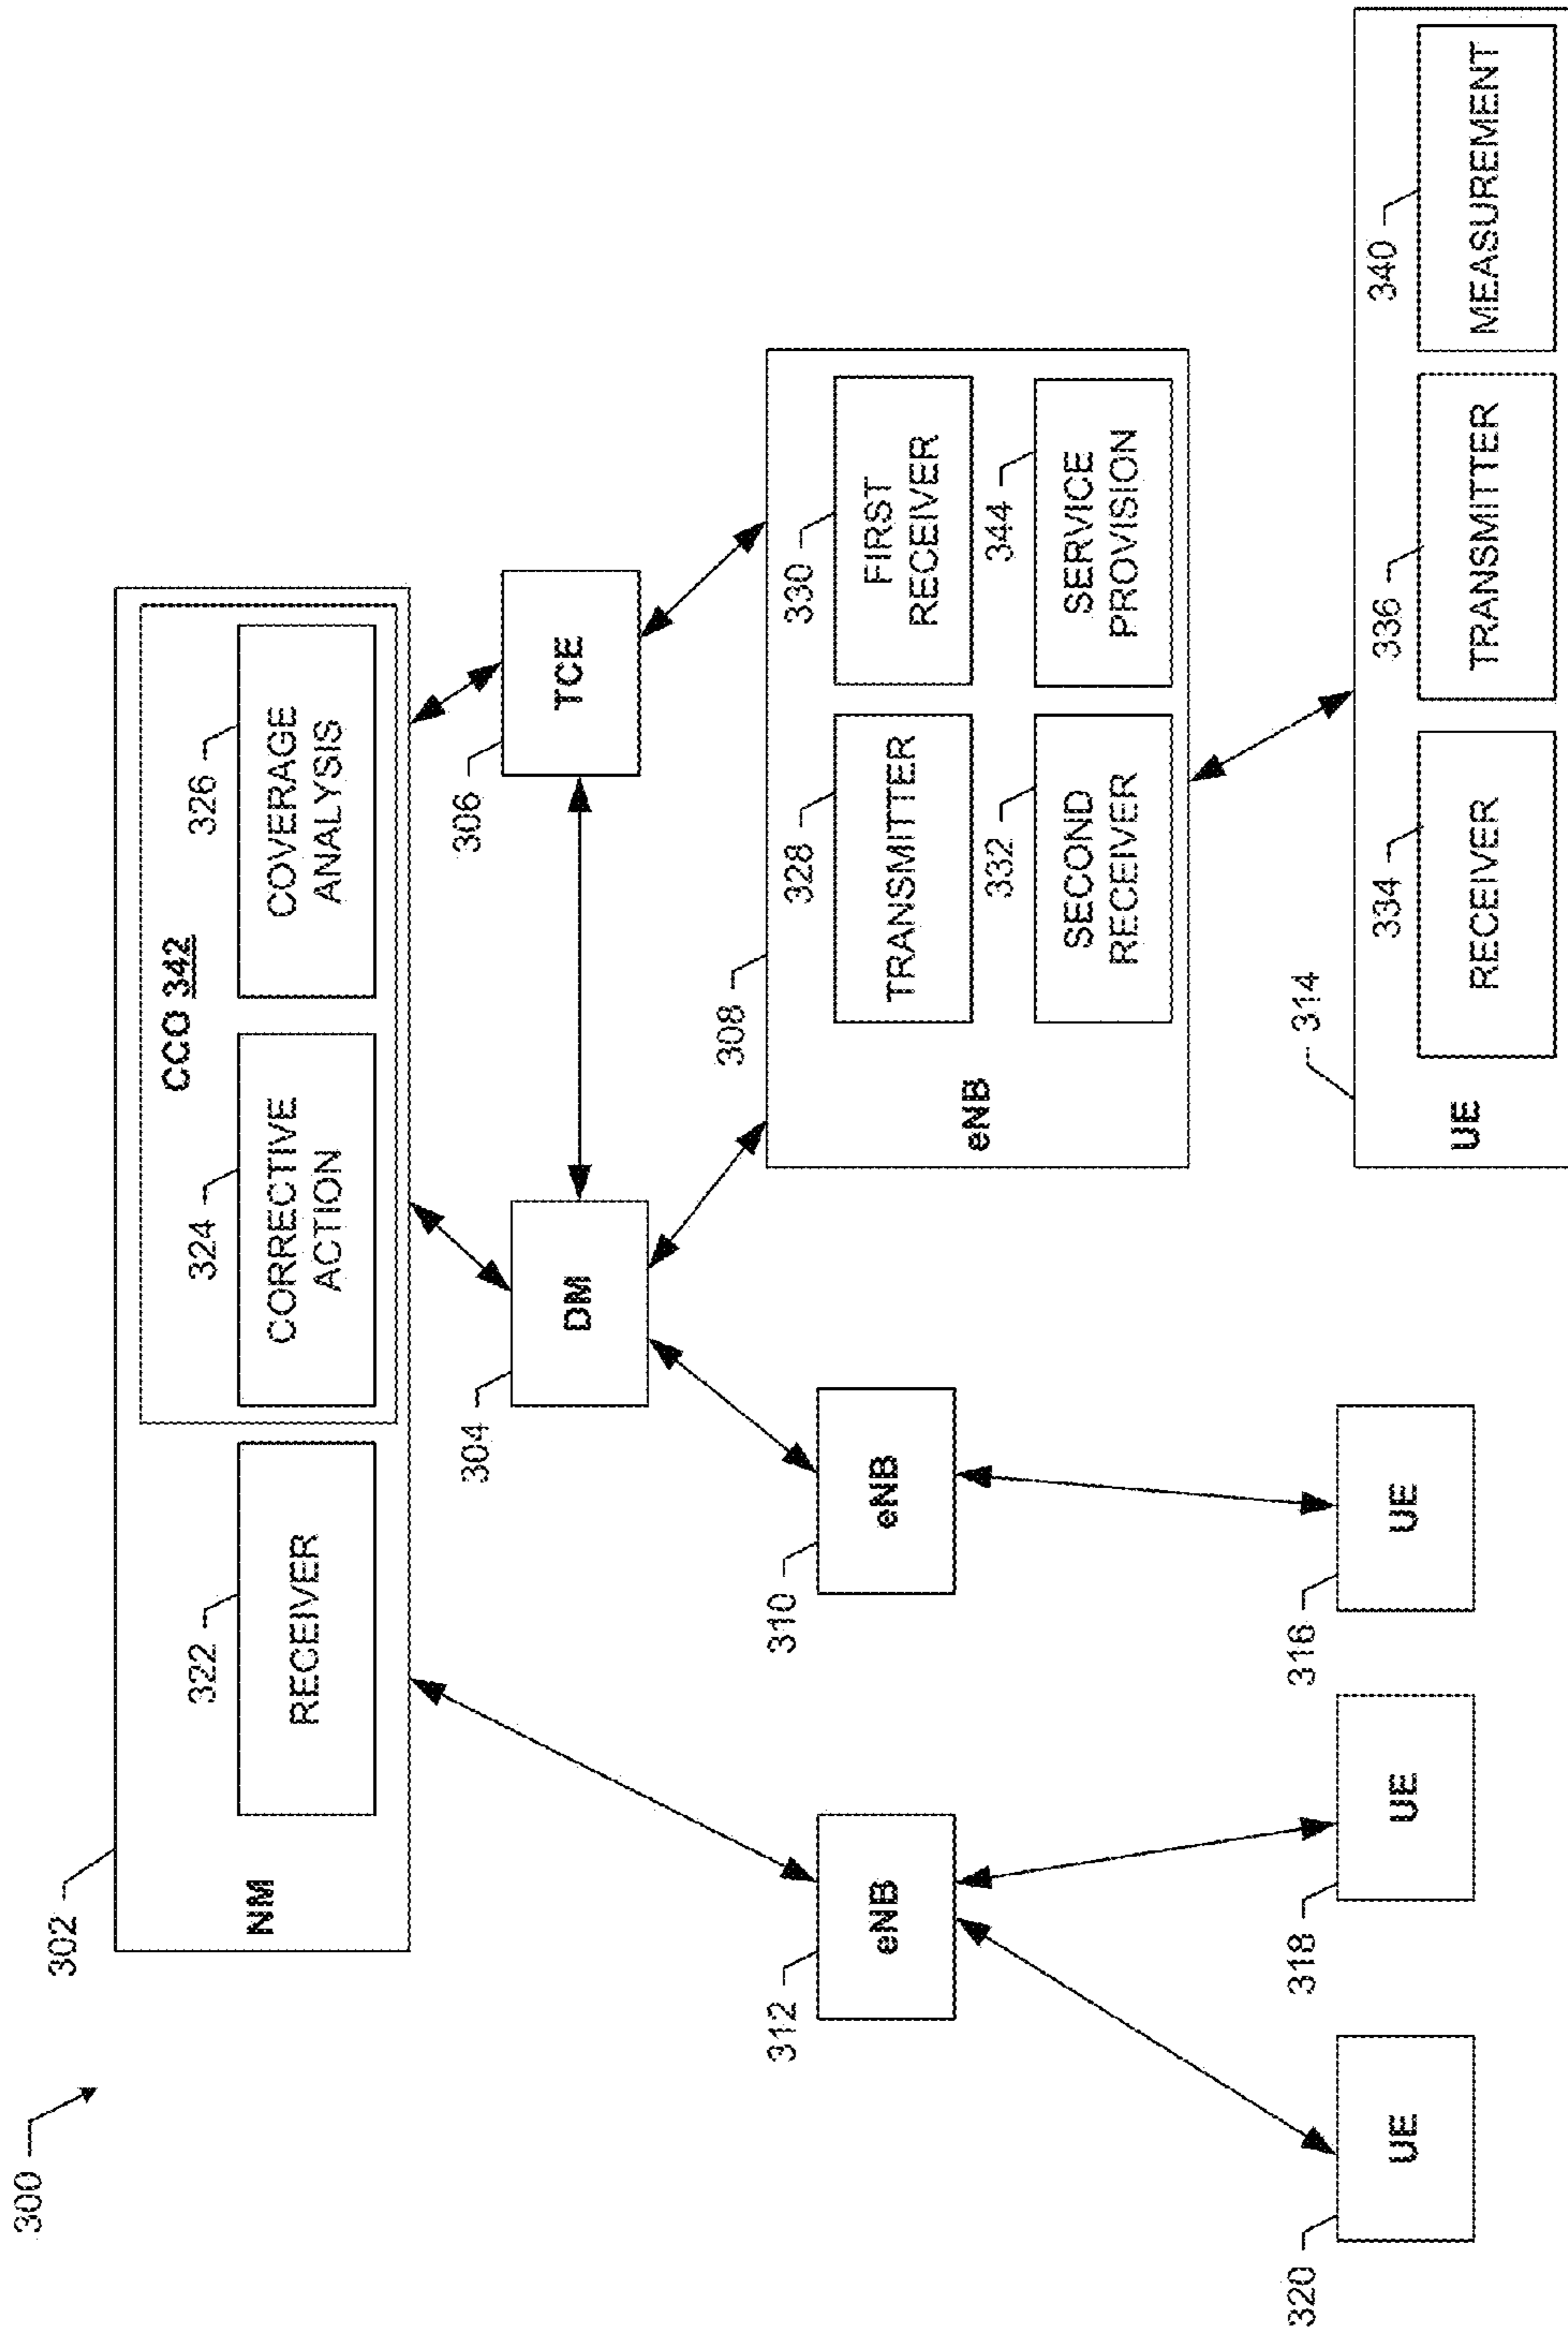 300
302
NM
322
RECEIVER
CCO 342
324
CORRECTIVE
ACTION
326
COVERAGE
ANALYSIS
304
DM
306
TCE
312
eNB
310
eNB
308
eNB
328
TRANSMITTER
330
FIRST
RECEIVER
332
SECOND
RECEIVER
344
SERVICE
PROVISION
320
UE
318
UE
316
UE
314
UE
334
RECEIVER
336
TRANSMITTER
340
MEASUREMENT